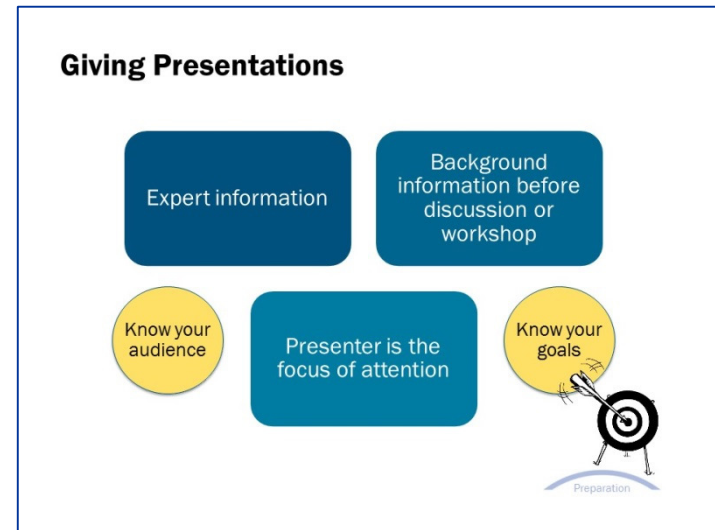 Giving Presentations
Expert information
Background
information before
discussion or
workshop
Know your
audience
Presenter is the
focus of attention
Know your
goals
Preparation